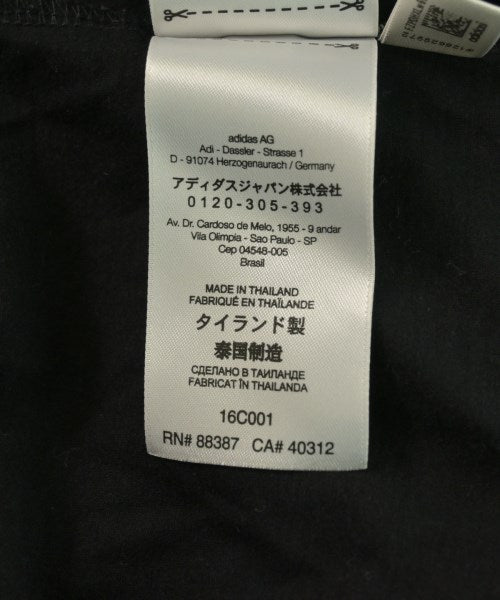 adidas AG
Adi - Dassler - Strasse 1
D - 91074 Herzogenaurach / Germany
アディダスジャパン株式会社
0120-305-393
Av. Dr. Cardoso de Melo, 1955 - 9 andar
Vila Olimpia - Sao Paulo - SP
Cep 04548-005
Brasil
MADE IN THAILAND
FABRIQUÉ EN THAÏLANDE
タイランド製
泰国制造
СДЕЛАНО В ТАИЛАНДЕ
FABRICAT ÎN THAILANDA
16C001
RN# 88387 CA# 40312
adidas